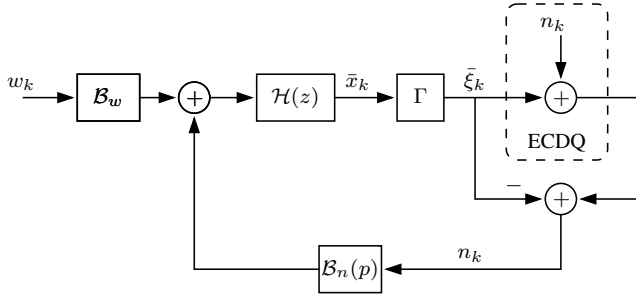 n_k
w_k
𝓑_w
+
𝓗(z)
x̄_k
Γ
ξ̄_k
+
ECDQ
−
+
𝓑_n(p)
n_k